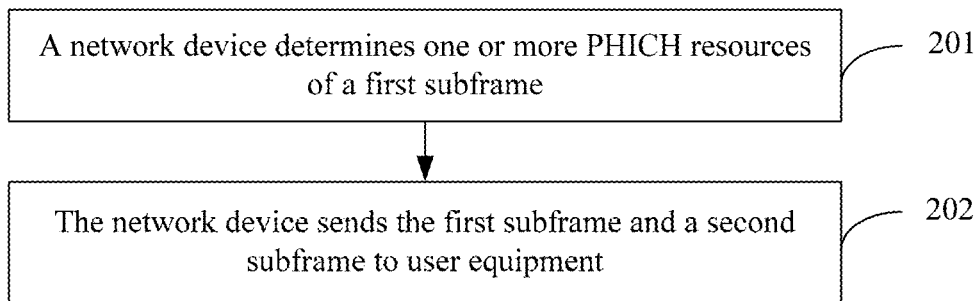 A network device determines one or more PHICH resources
of a first subframe
201
The network device sends the first subframe and a second
subframe to user equipment
202